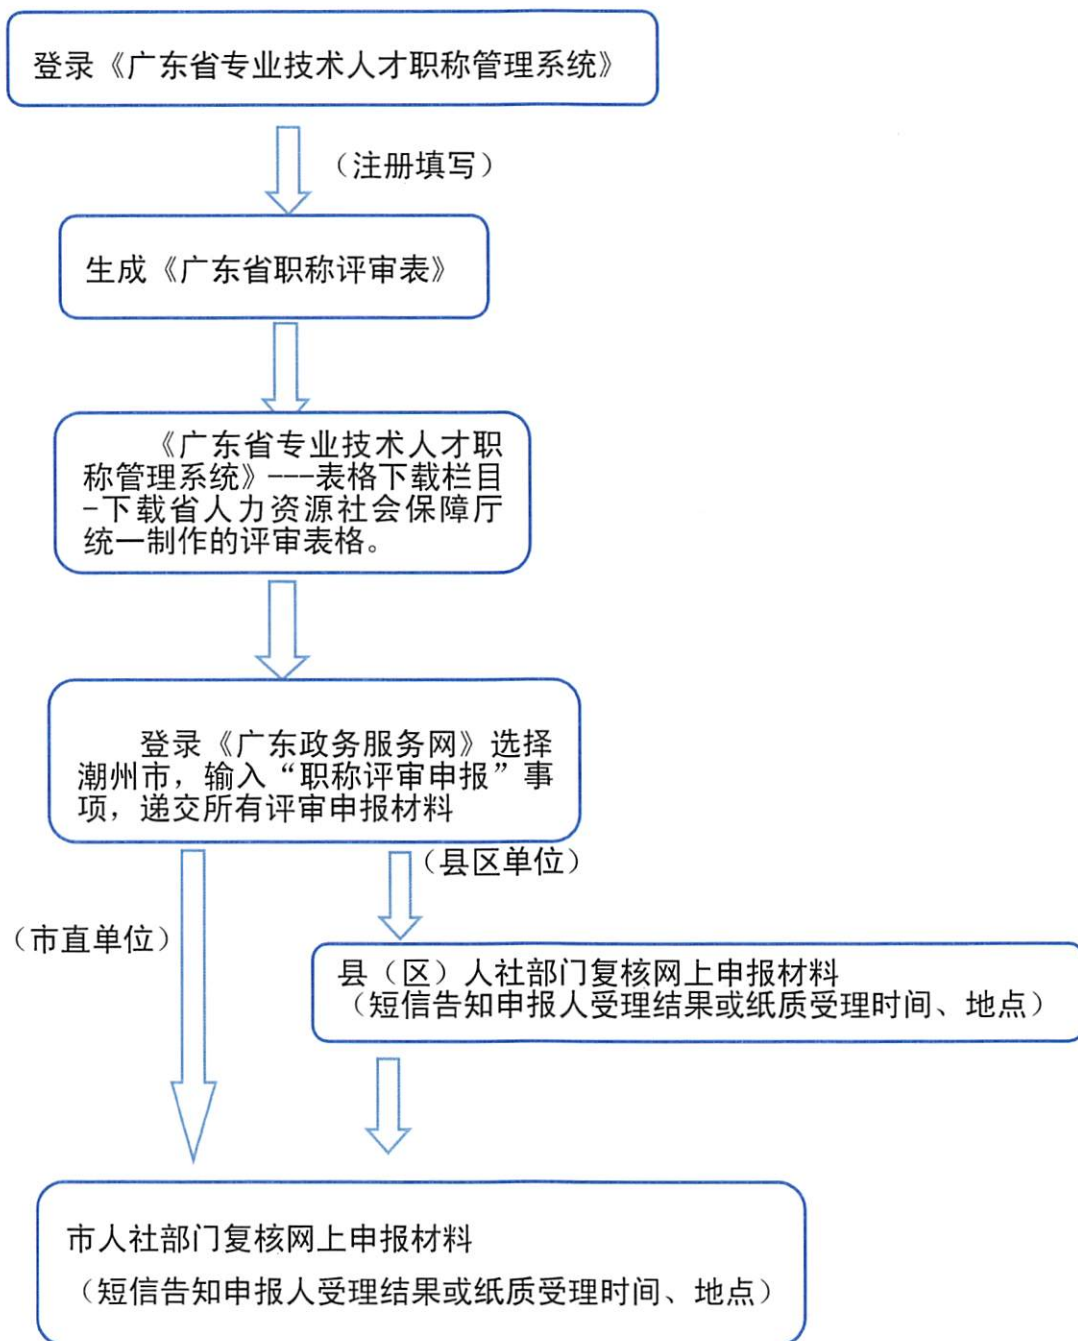 登录《广东省专业技术人才职称管理系统》
（注册填写）
生成《广东省职称评审表》
《广东省专业技术人才职
称管理系统》---表格下载栏目
-下载省人力资源社会保障厅
统一制作的评审表格。
登录《广东政务服务网》选择
潮州市，输入“职称评审申报”事
项，递交所有评审申报材料
（县区单位）
（市直单位）
县（区）人社部门复核网上申报材料
（短信告知申报人受理结果或纸质受理时间、地点）
市人社部门复核网上申报材料
（短信告知申报人受理结果或纸质受理时间、地点）